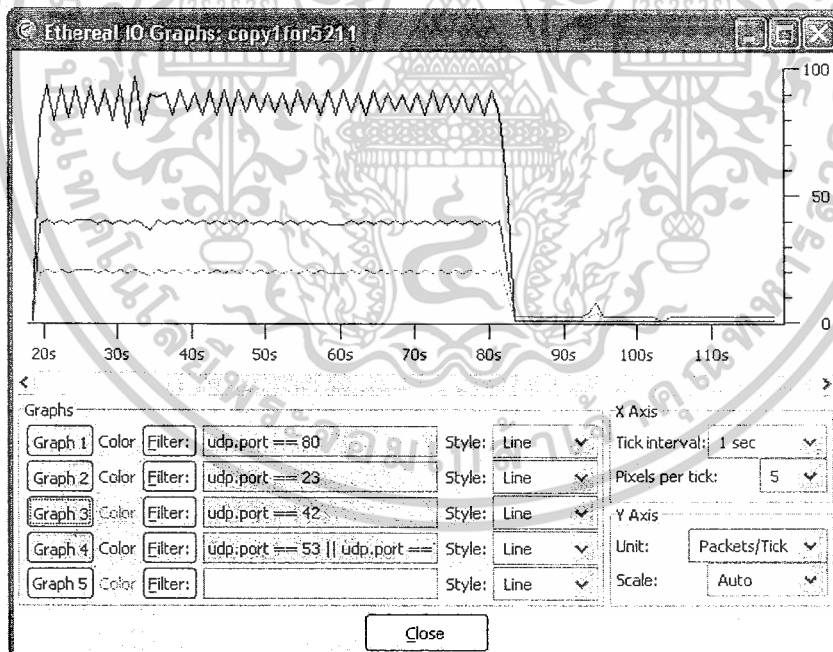 Ethereal IO Graphs: copy1for5211
100
50
0
20s 30s 40s 50s 60s 70s 80s 90s 100s 110s
Graphs
Graph 1 Color Filter: udp.port == 80 Style: Line
Graph 2 Color Filter: udp.port == 23 Style: Line
Graph 3 Color Filter: udp.port == 42 Style: Line
Graph 4 Color Filter: udp.port == 53 || udp.port == Style: Line
Graph 5 Color Filter: Style: Line
X Axis
Tick interval: 1 sec
Pixels per tick: 5
Y Axis
Unit: Packets/Tick
Scale: Auto
Close